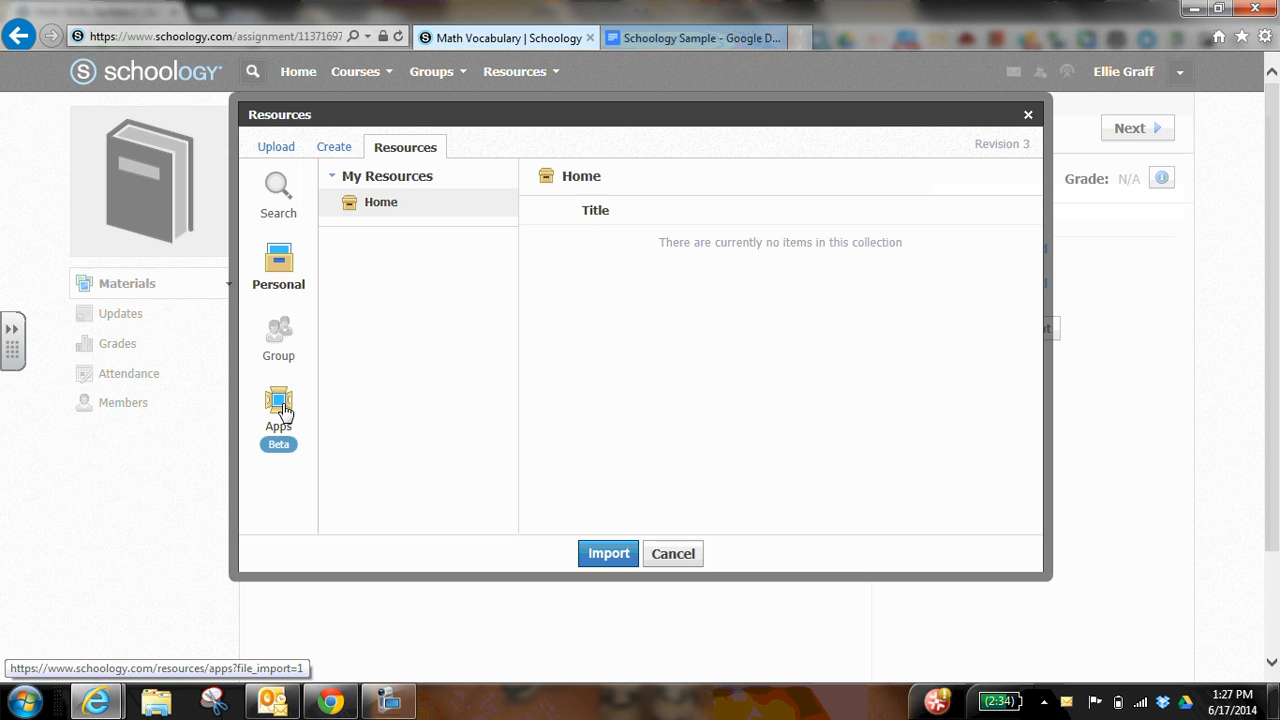 https://www.schoology.com/assignment/11371697
Math Vocabulary | Schoology
Schoology Sample - Google D...
S schoology
Home
Courses
Groups
Resources
Ellie Graff
Resources
Next
Upload
Create
Resources
Revision 3
Search
My Resources
Home
Home
Title
There are currently no items in this collection
Grade: N/A
Personal
Materials
Updates
Grades
Attendance
Members
Group
Apps
Beta
Import
Cancel
https://www.schoology.com/resources/apps?file_import=1
(2:34)
1:27 PM
6/17/2014